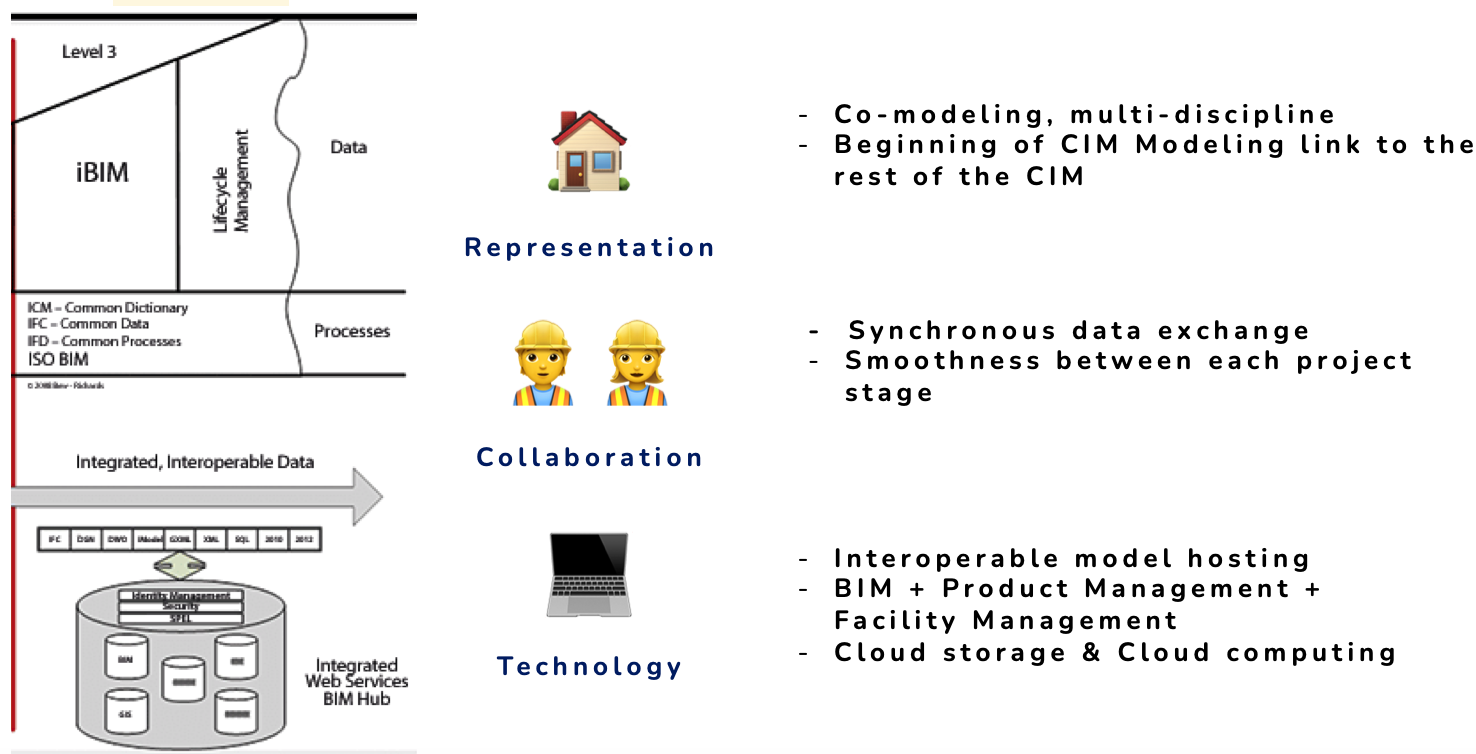 Level 3
iBIM
Lifecycle
Management
Data
ICM – Common Dictionary
IFC – Common Data
IFD – Common Processes
ISO BIM
Processes
© 2008 Bew - Richards
Integrated, Interoperable Data
IFC DGN DWG iModel GXML XML SQL 2010 2012
Identity Management
Security
SPEL
BIM
GIS
Integrated
Web Services
BIM Hub
Representation
- Co-modeling, multi-discipline
- Beginning of CIM Modeling link to the
rest of the CIM
Collaboration
- Synchronous data exchange
- Smoothness between each project
stage
Technology
- Interoperable model hosting
- BIM + Product Management +
Facility Management
- Cloud storage & Cloud computing